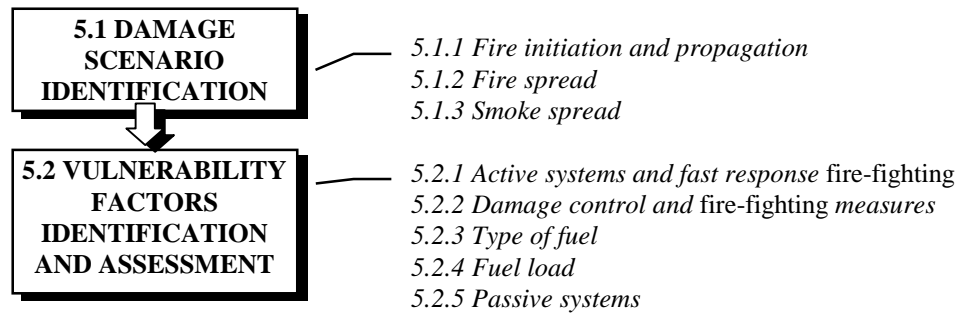 5.1 DAMAGE
SCENARIO
IDENTIFICATION
5.1.1 Fire initiation and propagation
5.1.2 Fire spread
5.1.3 Smoke spread
5.2 VULNERABILITY
FACTORS
IDENTIFICATION
AND ASSESSMENT
5.2.1 Active systems and fast response fire-fighting
5.2.2 Damage control and fire-fighting measures
5.2.3 Type of fuel
5.2.4 Fuel load
5.2.5 Passive systems